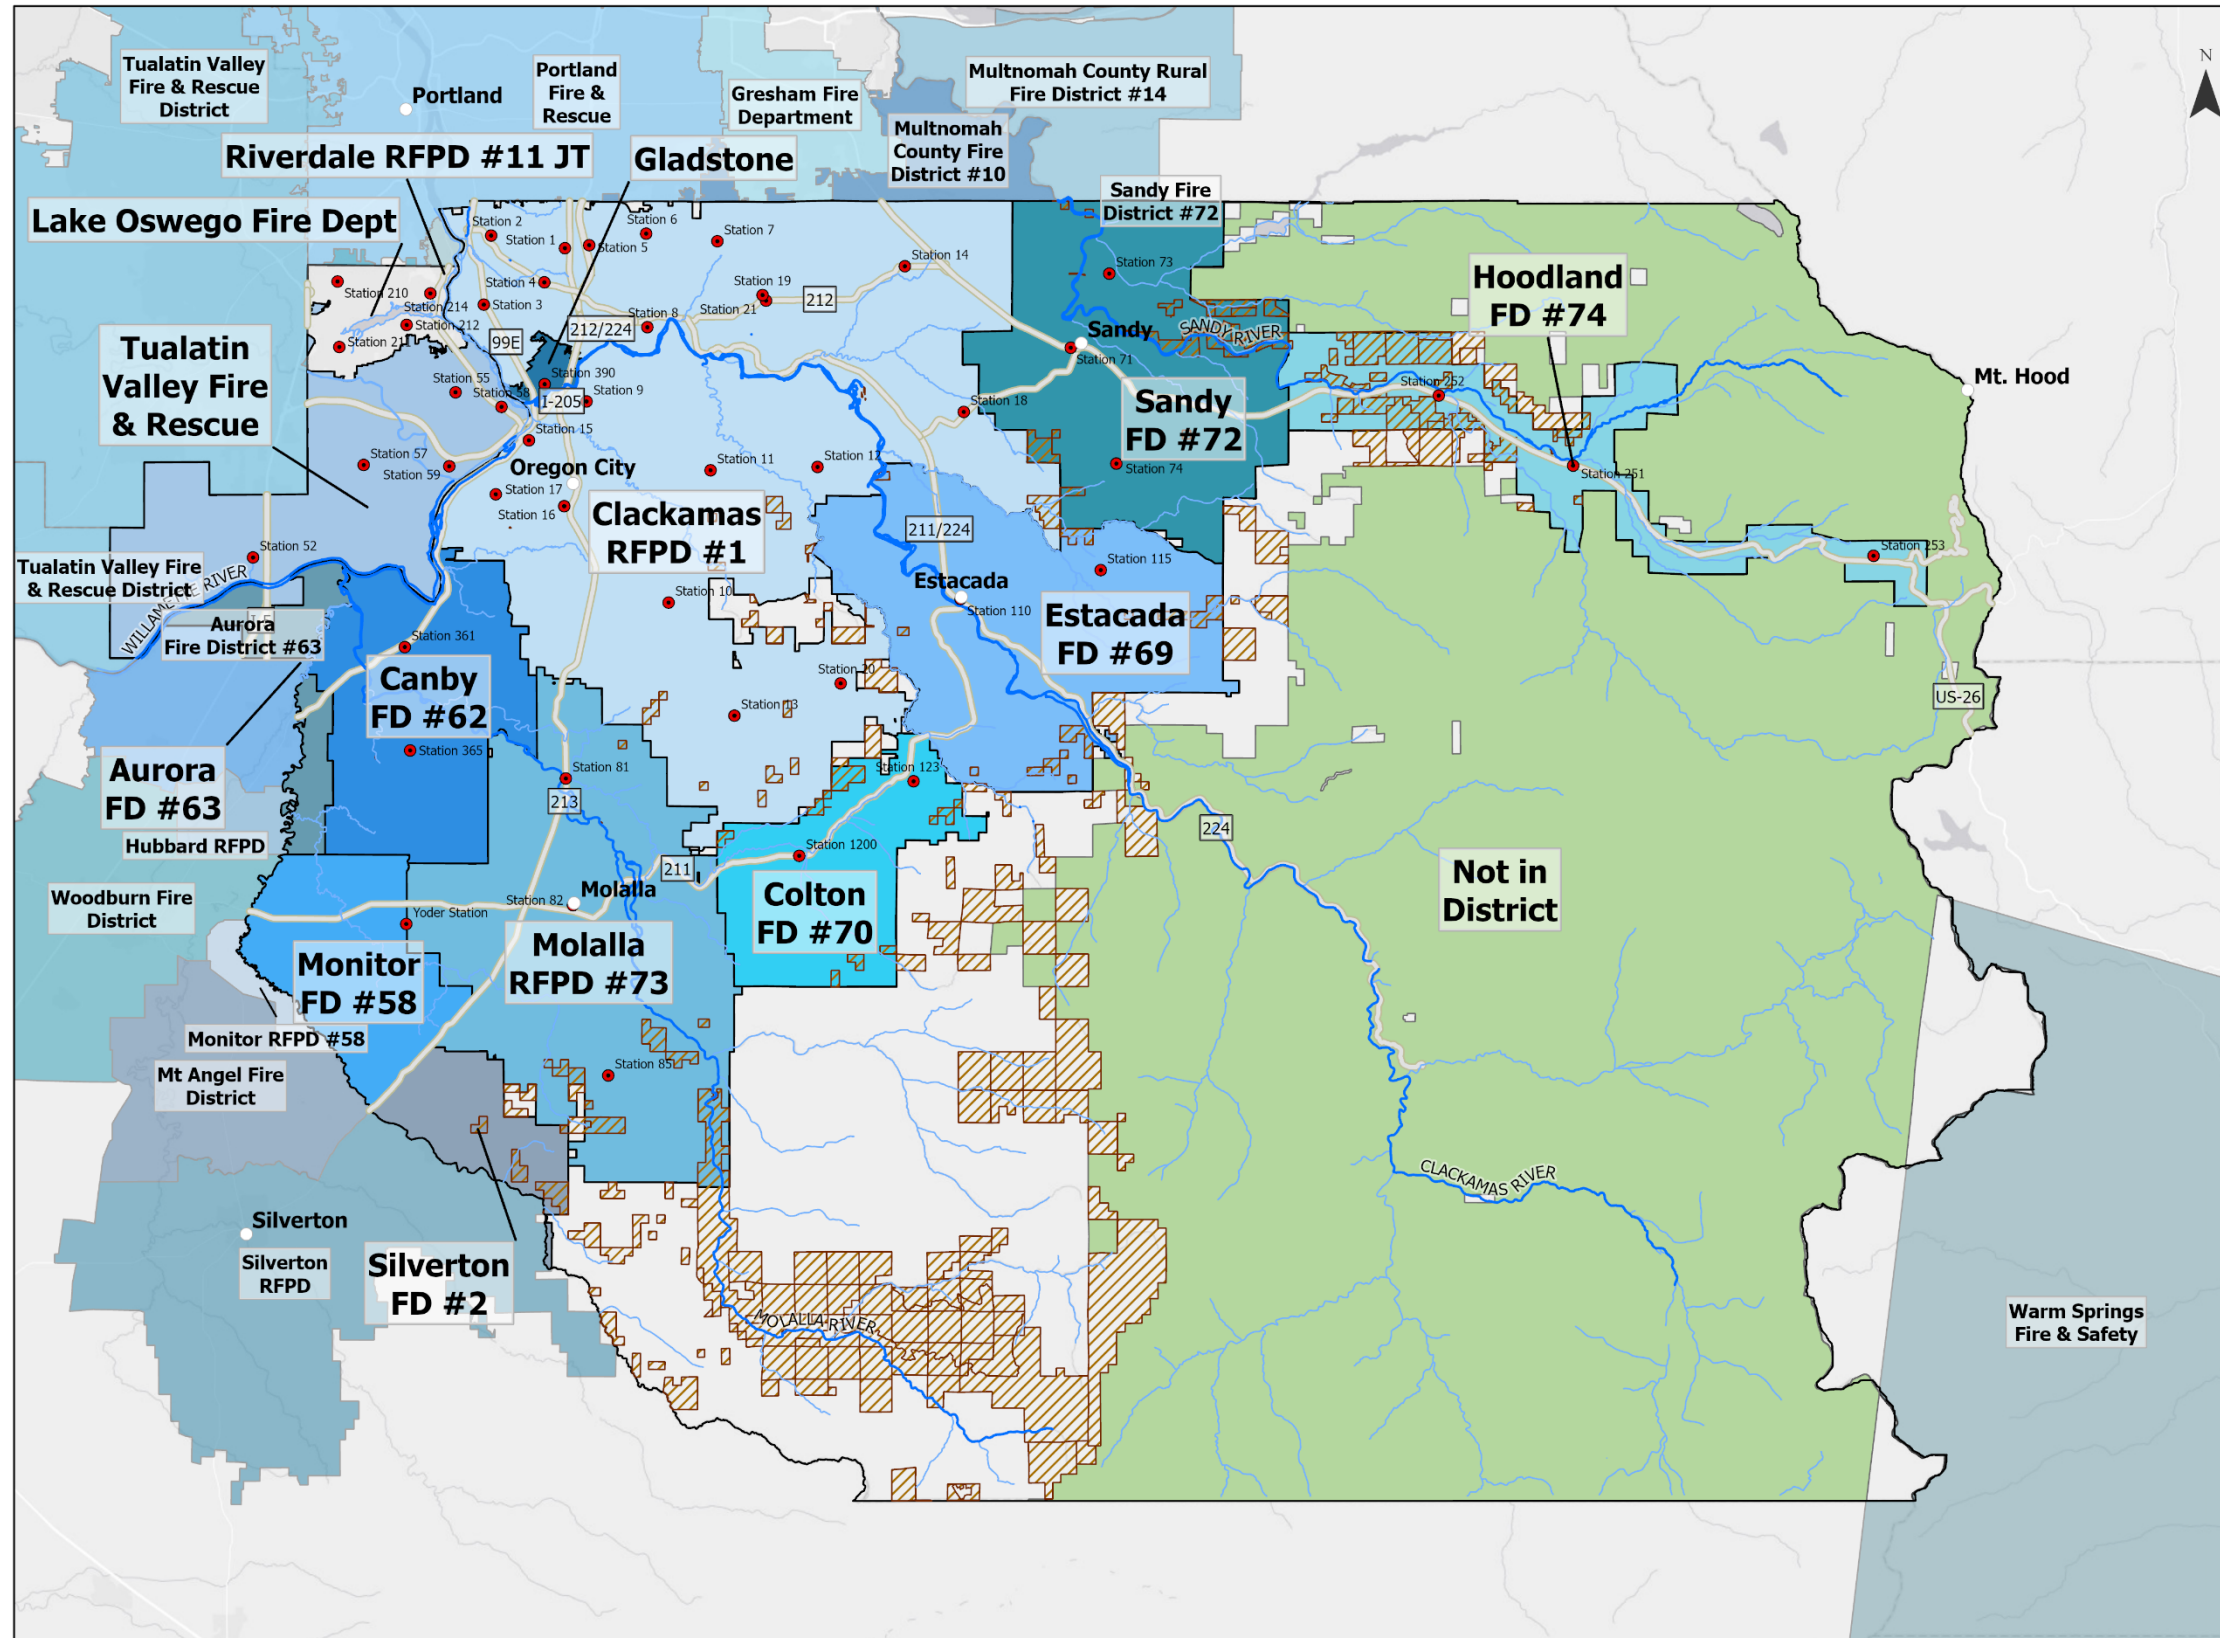 N
Tualatin Valley
Fire & Rescue
District
Portland
Portland
Fire &
Rescue
Gresham Fire
Department
Multnomah County Rural
Fire District #14
Multnomah
County Fire
District #10
Riverdale RFPD #11 JT
Gladstone
Sandy Fire
District #72
Lake Oswego Fire Dept
Station 2
Station 1
Station 6
Station 5
Station 7
Station 14
Station 73
Station 4
Station 3
Station 19
Station 21
212
Station 8
212/224
99E
Station 210
Station 214
Station 212
Station 211
Hoodland
FD #74
SANDY RIVER
Sandy
Station 71
Tualatin
Valley Fire
& Rescue
Station 55
Station 58
Station 390
I-205
Station 9
Station 18
Sandy
FD #72
Station 252
Mt. Hood
Station 15
Station 57
Station 59
Oregon City
Station 17
Station 16
Station 11
Station 12
Station 74
Station 251
Clackamas
RFPD #1
211/224
Station 52
Station 115
Station 253
Tualatin Valley Fire
& Rescue District
WILLAMETTE RIVER
I-5
Aurora
Fire District #63
Estacada
Station 110
Station 10
Estacada
FD #69
Station 361
Canby
FD #62
Station 20
Station 13
US-26
Station 365
Aurora
FD #63
Station 81
213
Station 123
224
Hubbard RFPD
Station 1200
211
Woodburn Fire
District
Yoder Station
Station 82
Molalla
Colton
FD #70
Not in
District
Monitor
FD #58
Molalla
RFPD #73
Monitor RFPD #58
Mt Angel Fire
District
Station 85
CLACKAMAS RIVER
Silverton
Silverton
RFPD
Silverton
FD #2
MOLALLA RIVER
Warm Springs
Fire & Safety